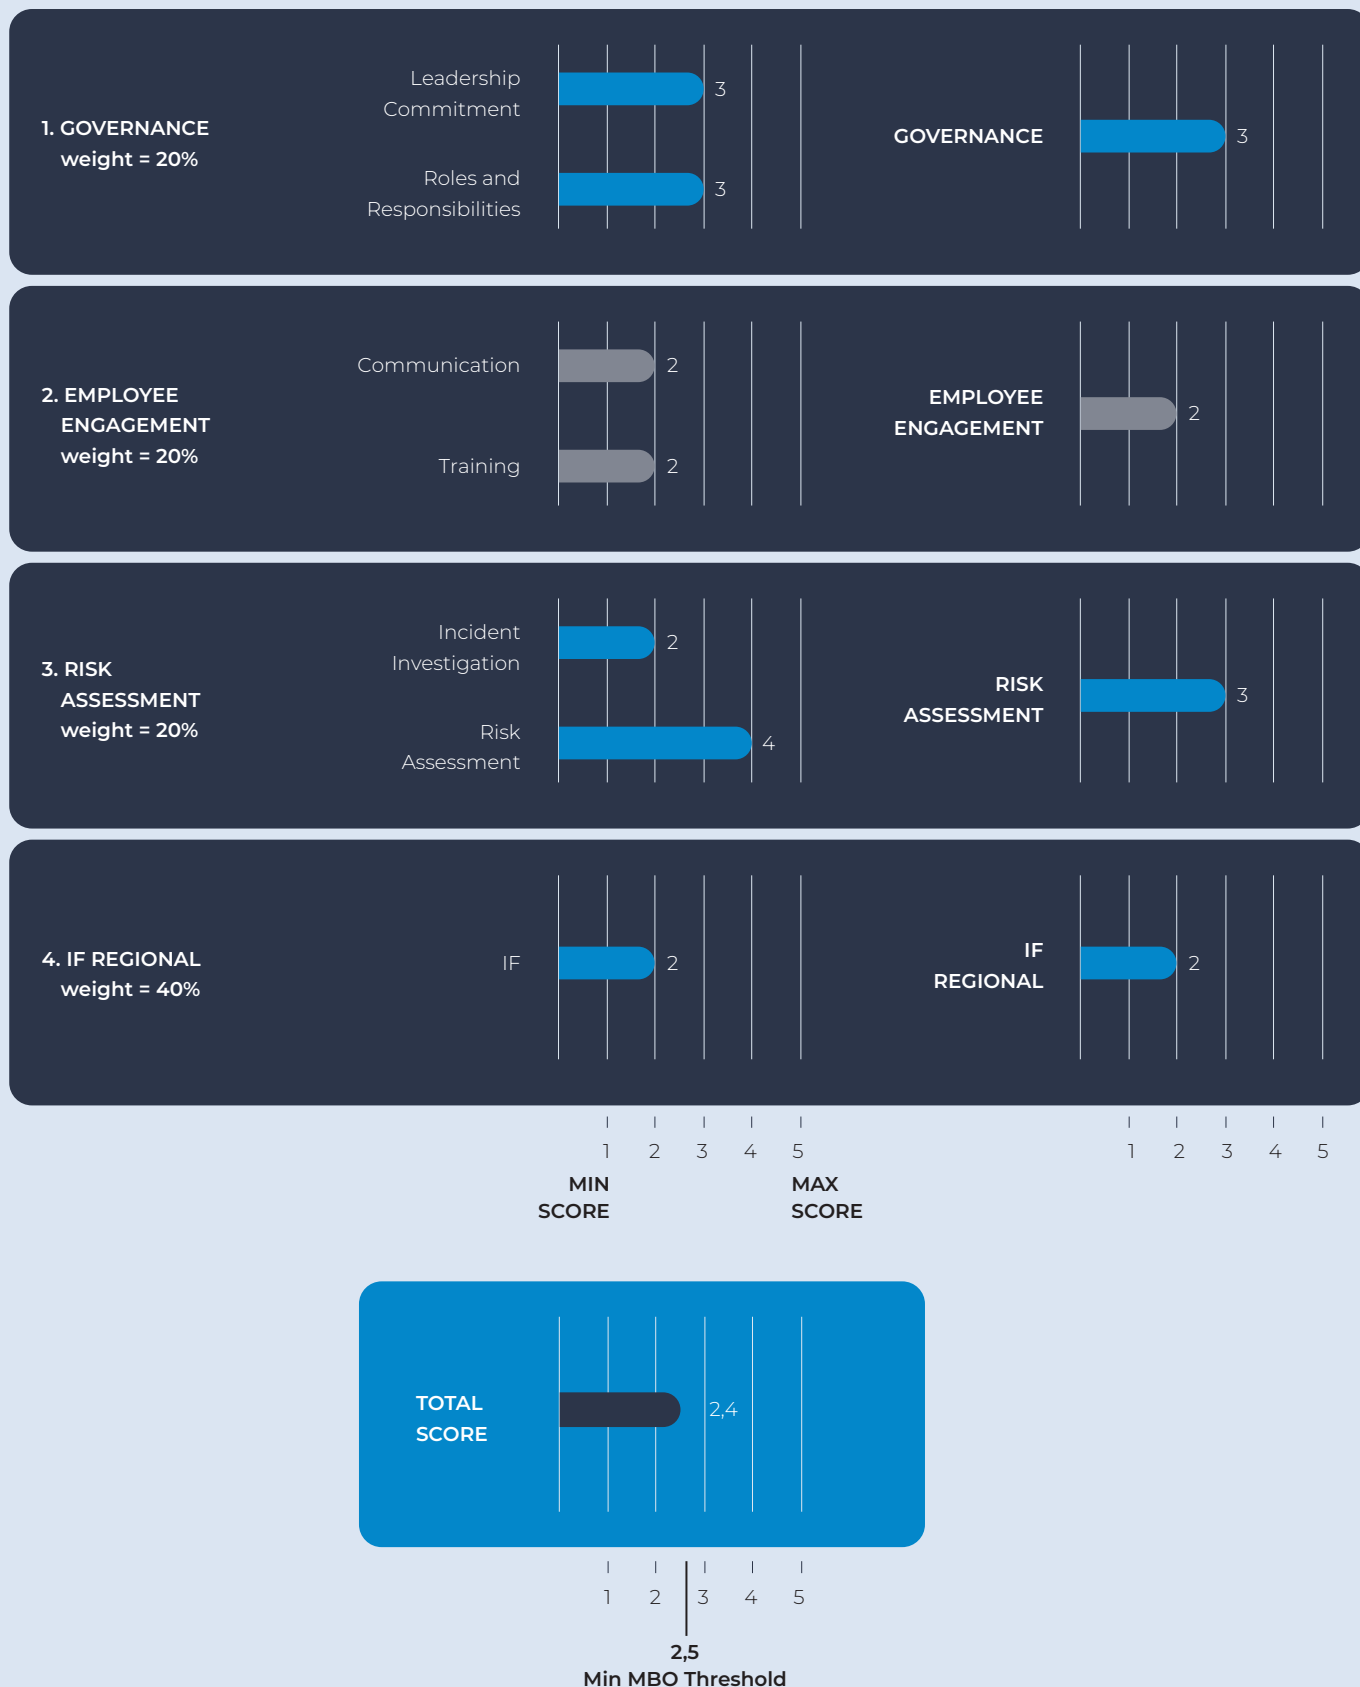 1. GOVERNANCE
weight = 20%
Leadership
Commitment
3
Roles and
Responsibilities
3
GOVERNANCE
3
2. EMPLOYEE
ENGAGEMENT
weight = 20%
Communication
2
Training
2
EMPLOYEE
ENGAGEMENT
2
3. RISK
ASSESSMENT
weight = 20%
Incident
Investigation
2
Risk
Assessment
4
RISK
ASSESSMENT
3
4. IF REGIONAL
weight = 40%
IF
2
IF
REGIONAL
2
1 2 3 4 5
MIN
SCORE
MAX
SCORE
1 2 3 4 5
TOTAL
SCORE
2,4
1 2 3 4 5
2,5
Min MBO Threshold